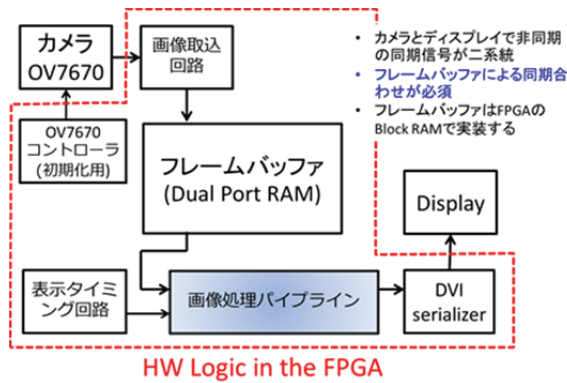 カメラ
OV7670
画像取込
回路
• カメラとディスプレイで非同期
の同期信号が二系統
• フレームバッファによる同期合
わせが必須
• フレームバッファはFPGAの
Block RAMで実装する
OV7670
コントローラ
(初期化用)
フレームバッファ
(Dual Port RAM)
Display
表示タイミ
ング回路
画像処理パイプライン
DVI
serializer
HW Logic in the FPGA